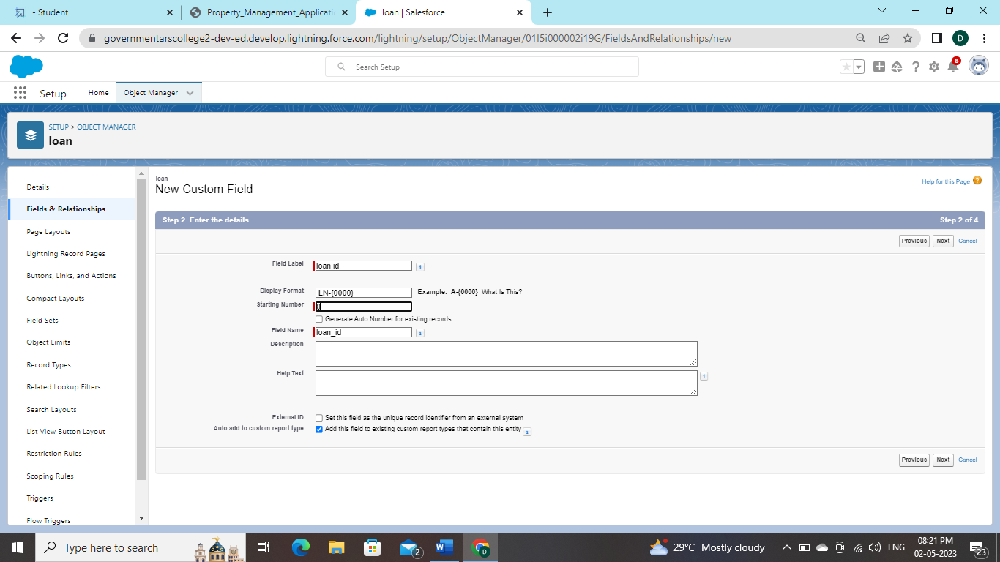 - Student
Property_Management_Applicati
loan | Salesforce
governmentarscollege2-dev-ed.develop.lightning.force.com/lightning/setup/ObjectManager/01I5i000002i19G/FieldsAndRelationships/new
D
Search Setup
8
Setup
Home
Object Manager
SETUP > OBJECT MANAGER
loan
Details
Fields & Relationships
Page Layouts
Lightning Record Pages
Buttons, Links, and Actions
Compact Layouts
Field Sets
Object Limits
Record Types
Related Lookup Filters
Search Layouts
List View Button Layout
Restriction Rules
Scoping Rules
Triggers
Flow Triggers
loan
New Custom Field
Help for this Page ?
Step 2. Enter the details Step 2 of 4
Previous Next Cancel
Field Label loan id i
Display Format LN-{0000} Example: A-{0000} What Is This?
Starting Number 0
Generate Auto Number for existing records
Field Name loan_id i
Description
Help Text i
External ID Set this field as the unique record identifier from an external system
Auto add to custom report type Add this field to existing custom report types that contain this entity i
Previous Next Cancel
Type here to search
2
W
D
29°C Mostly cloudy
ENG
08:21 PM
02-05-2023
23